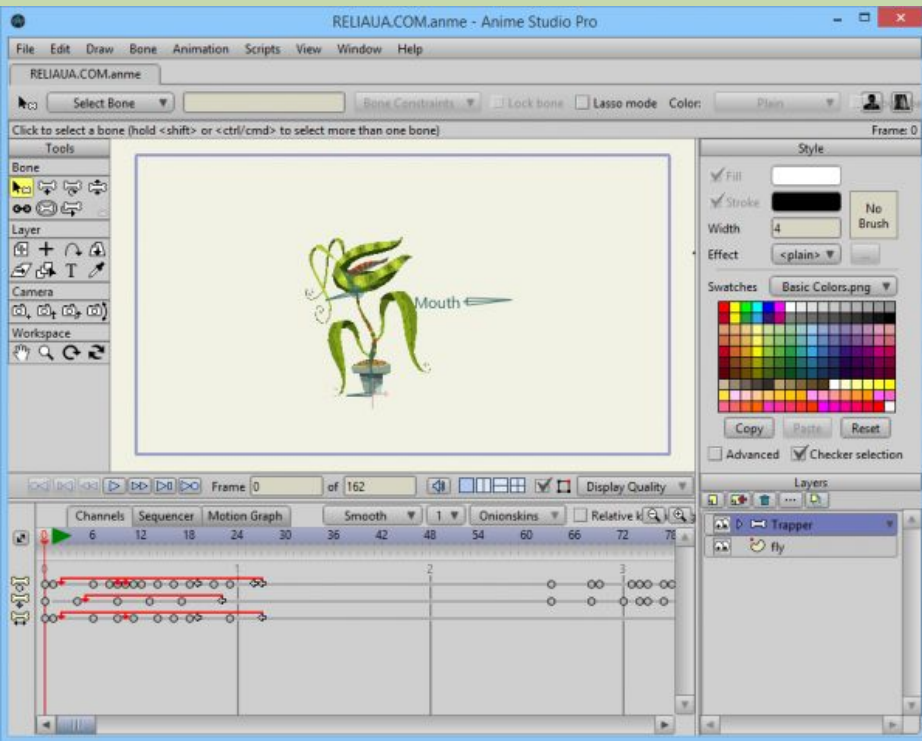 RELIAUA.COM.anme - Anime Studio Pro
File Edit Draw Bone Animation Scripts View Window Help
RELIAUA.COM.anme
Select Bone Bone Constraints Lock bone Lasso mode Color: Plain
Click to select a bone (hold <shift> or <ctrl/cmd> to select more than one bone) Frame: 0
Tools
Bone
Layer
Camera
Workspace
Mouth
Style
Fill
Stroke
No
Brush
Width 4
Effect <plain> ...
Swatches Basic Colors.png
Copy Paste Reset
Advanced Checker selection
Frame 0 of 162 Display Quality
Channels Sequencer Motion Graph Smooth 1 Onionskins Relative
0 6 12 18 24 30 36 42 48 54 60 66 72 78
0 1 2 3
Layers
Trapper
fly